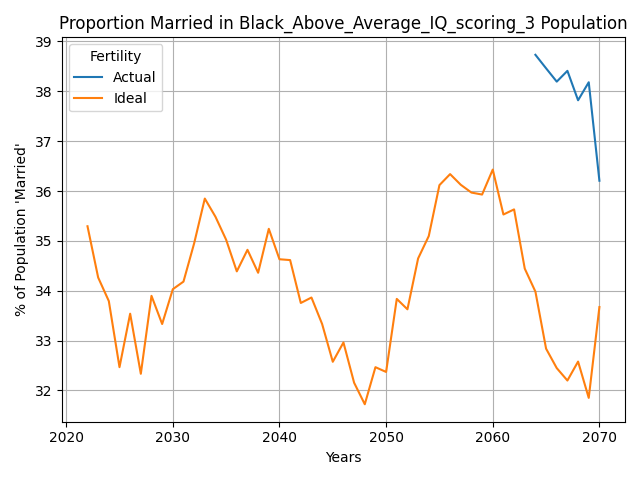 Proportion Married in Black_Above_Average_IQ_scoring_3 Population
Fertility
Actual
Ideal
% of Population 'Married'
39
38
37
36
35
34
33
32
2020
2030
2040
2050
2060
2070
Years